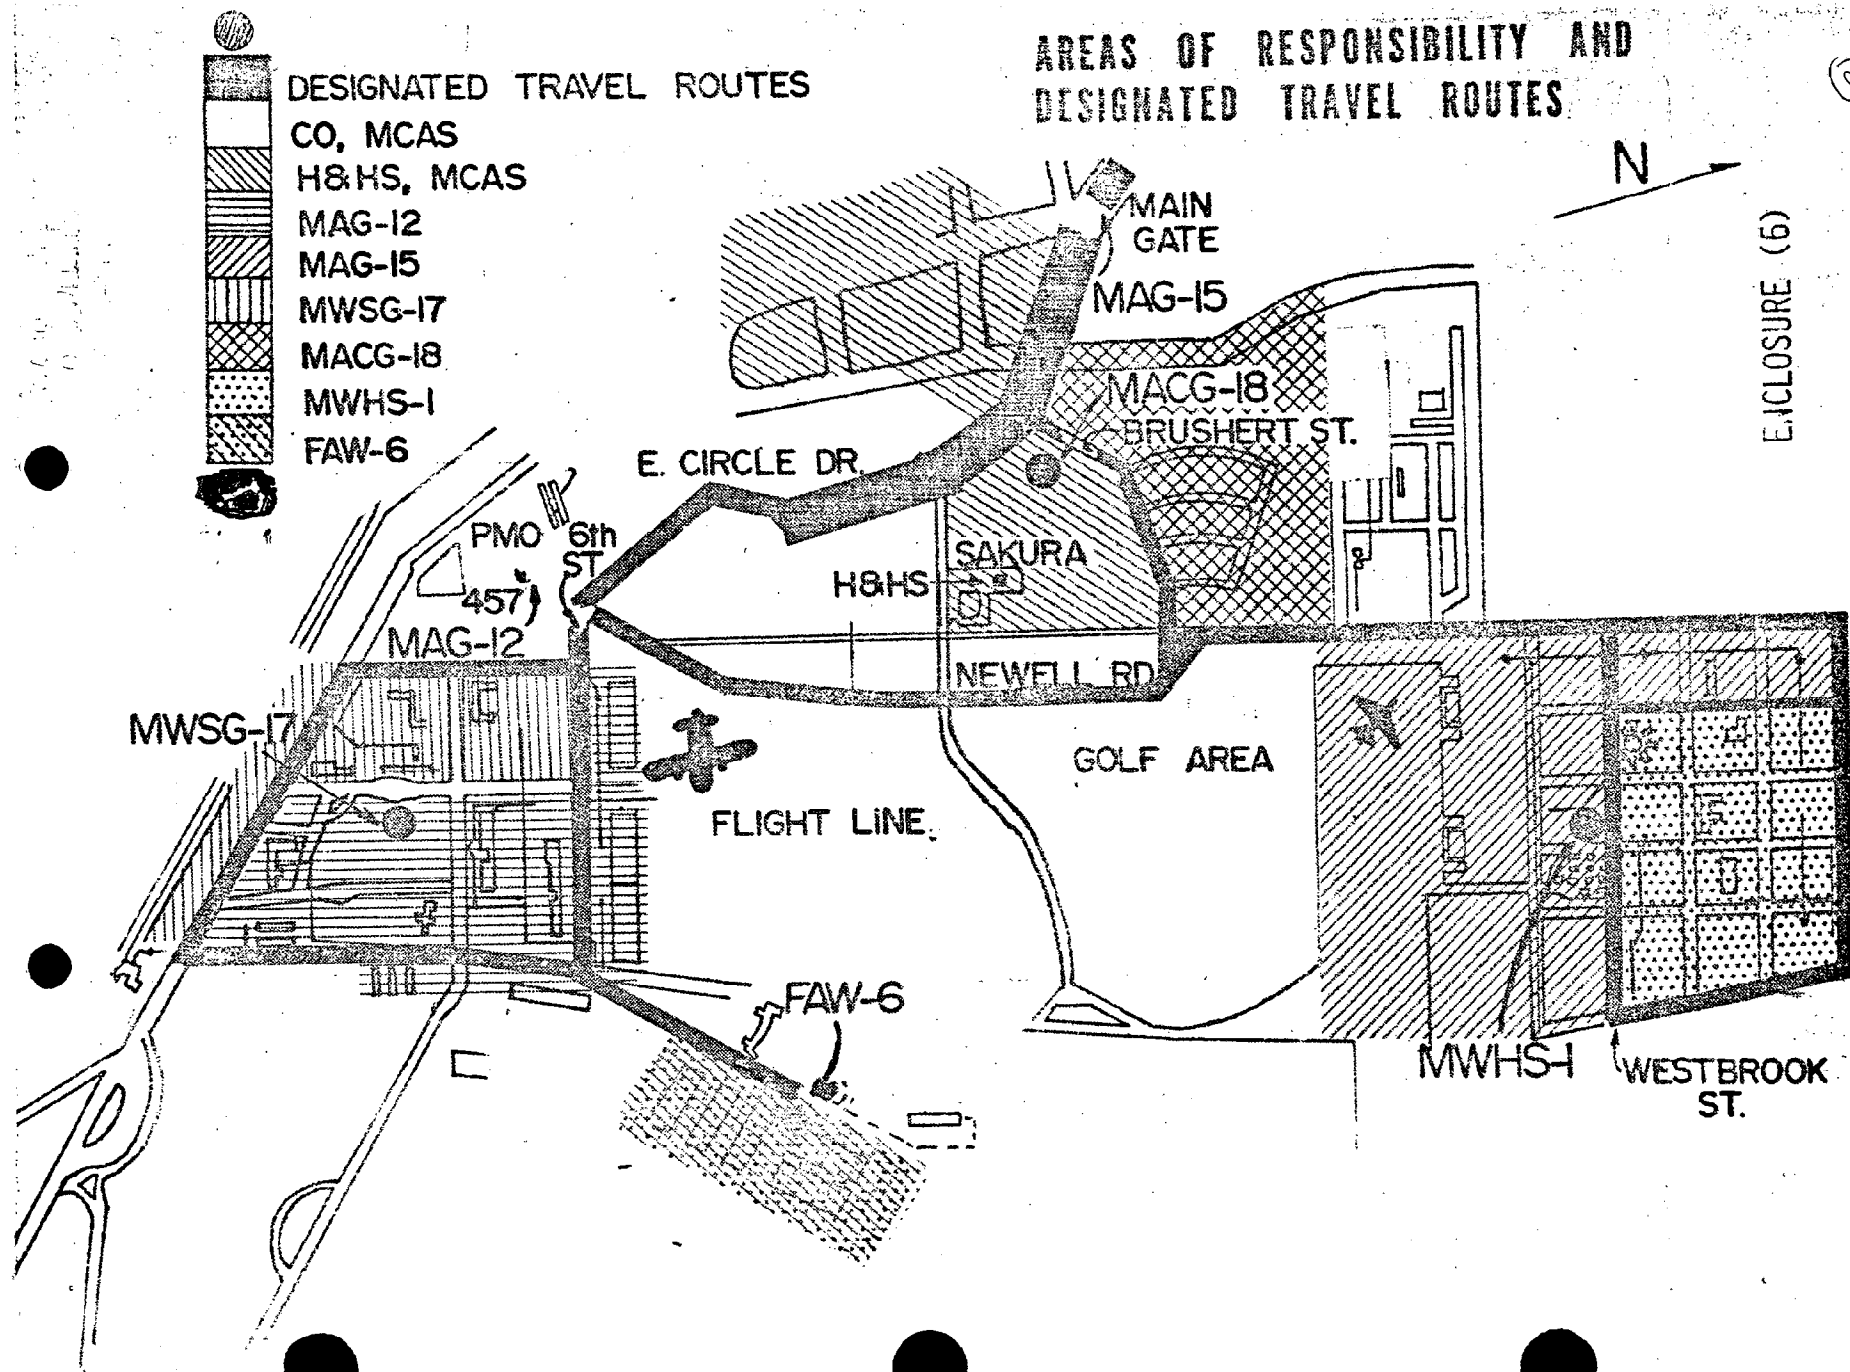 AREAS OF RESPONSIBILITY AND
DESIGNATED TRAVEL ROUTES
DESIGNATED TRAVEL ROUTES
CO, MCAS
H&HS, MCAS
MAG-12
MAG-15
MWSG-17
MACG-18
MWHS-1
FAW-6
N
ENCLOSURE (6)
MAIN
GATE
MAG-15
MACG-18
BRUSHERT ST.
E. CIRCLE DR.
PMO
6th
ST
457
MAG-12
SAKURA
H&HS
NEWELL RD
MWSG-17
GOLF AREA
FLIGHT LINE
FAW-6
MWHS-1
WESTBROOK
ST.